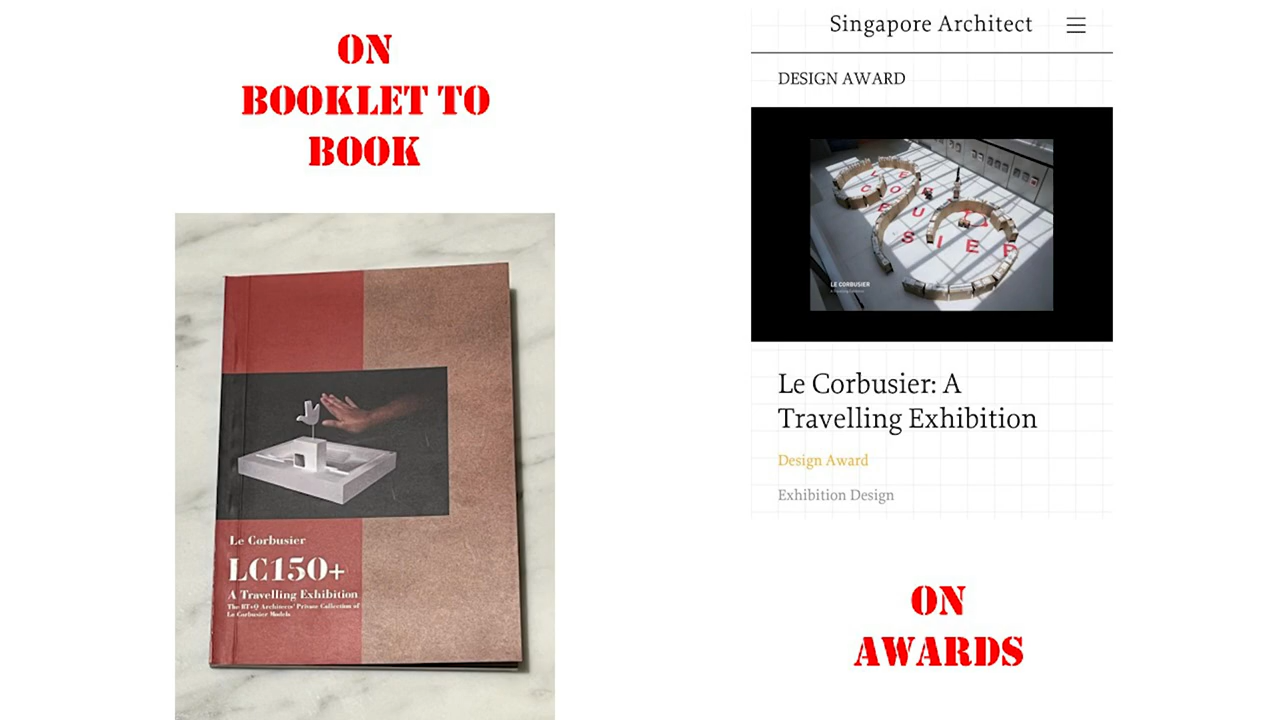 ON
BOOKLET TO
BOOK
Le Corbusier
LC150+
A Travelling Exhibition
The RT+Q Architects' Private Collection of
Le Corbusier Models
Singapore Architect
DESIGN AWARD
LE CORBUSIER
Le Corbusier: A
Travelling Exhibition
Design Award
Exhibition Design
ON
AWARDS